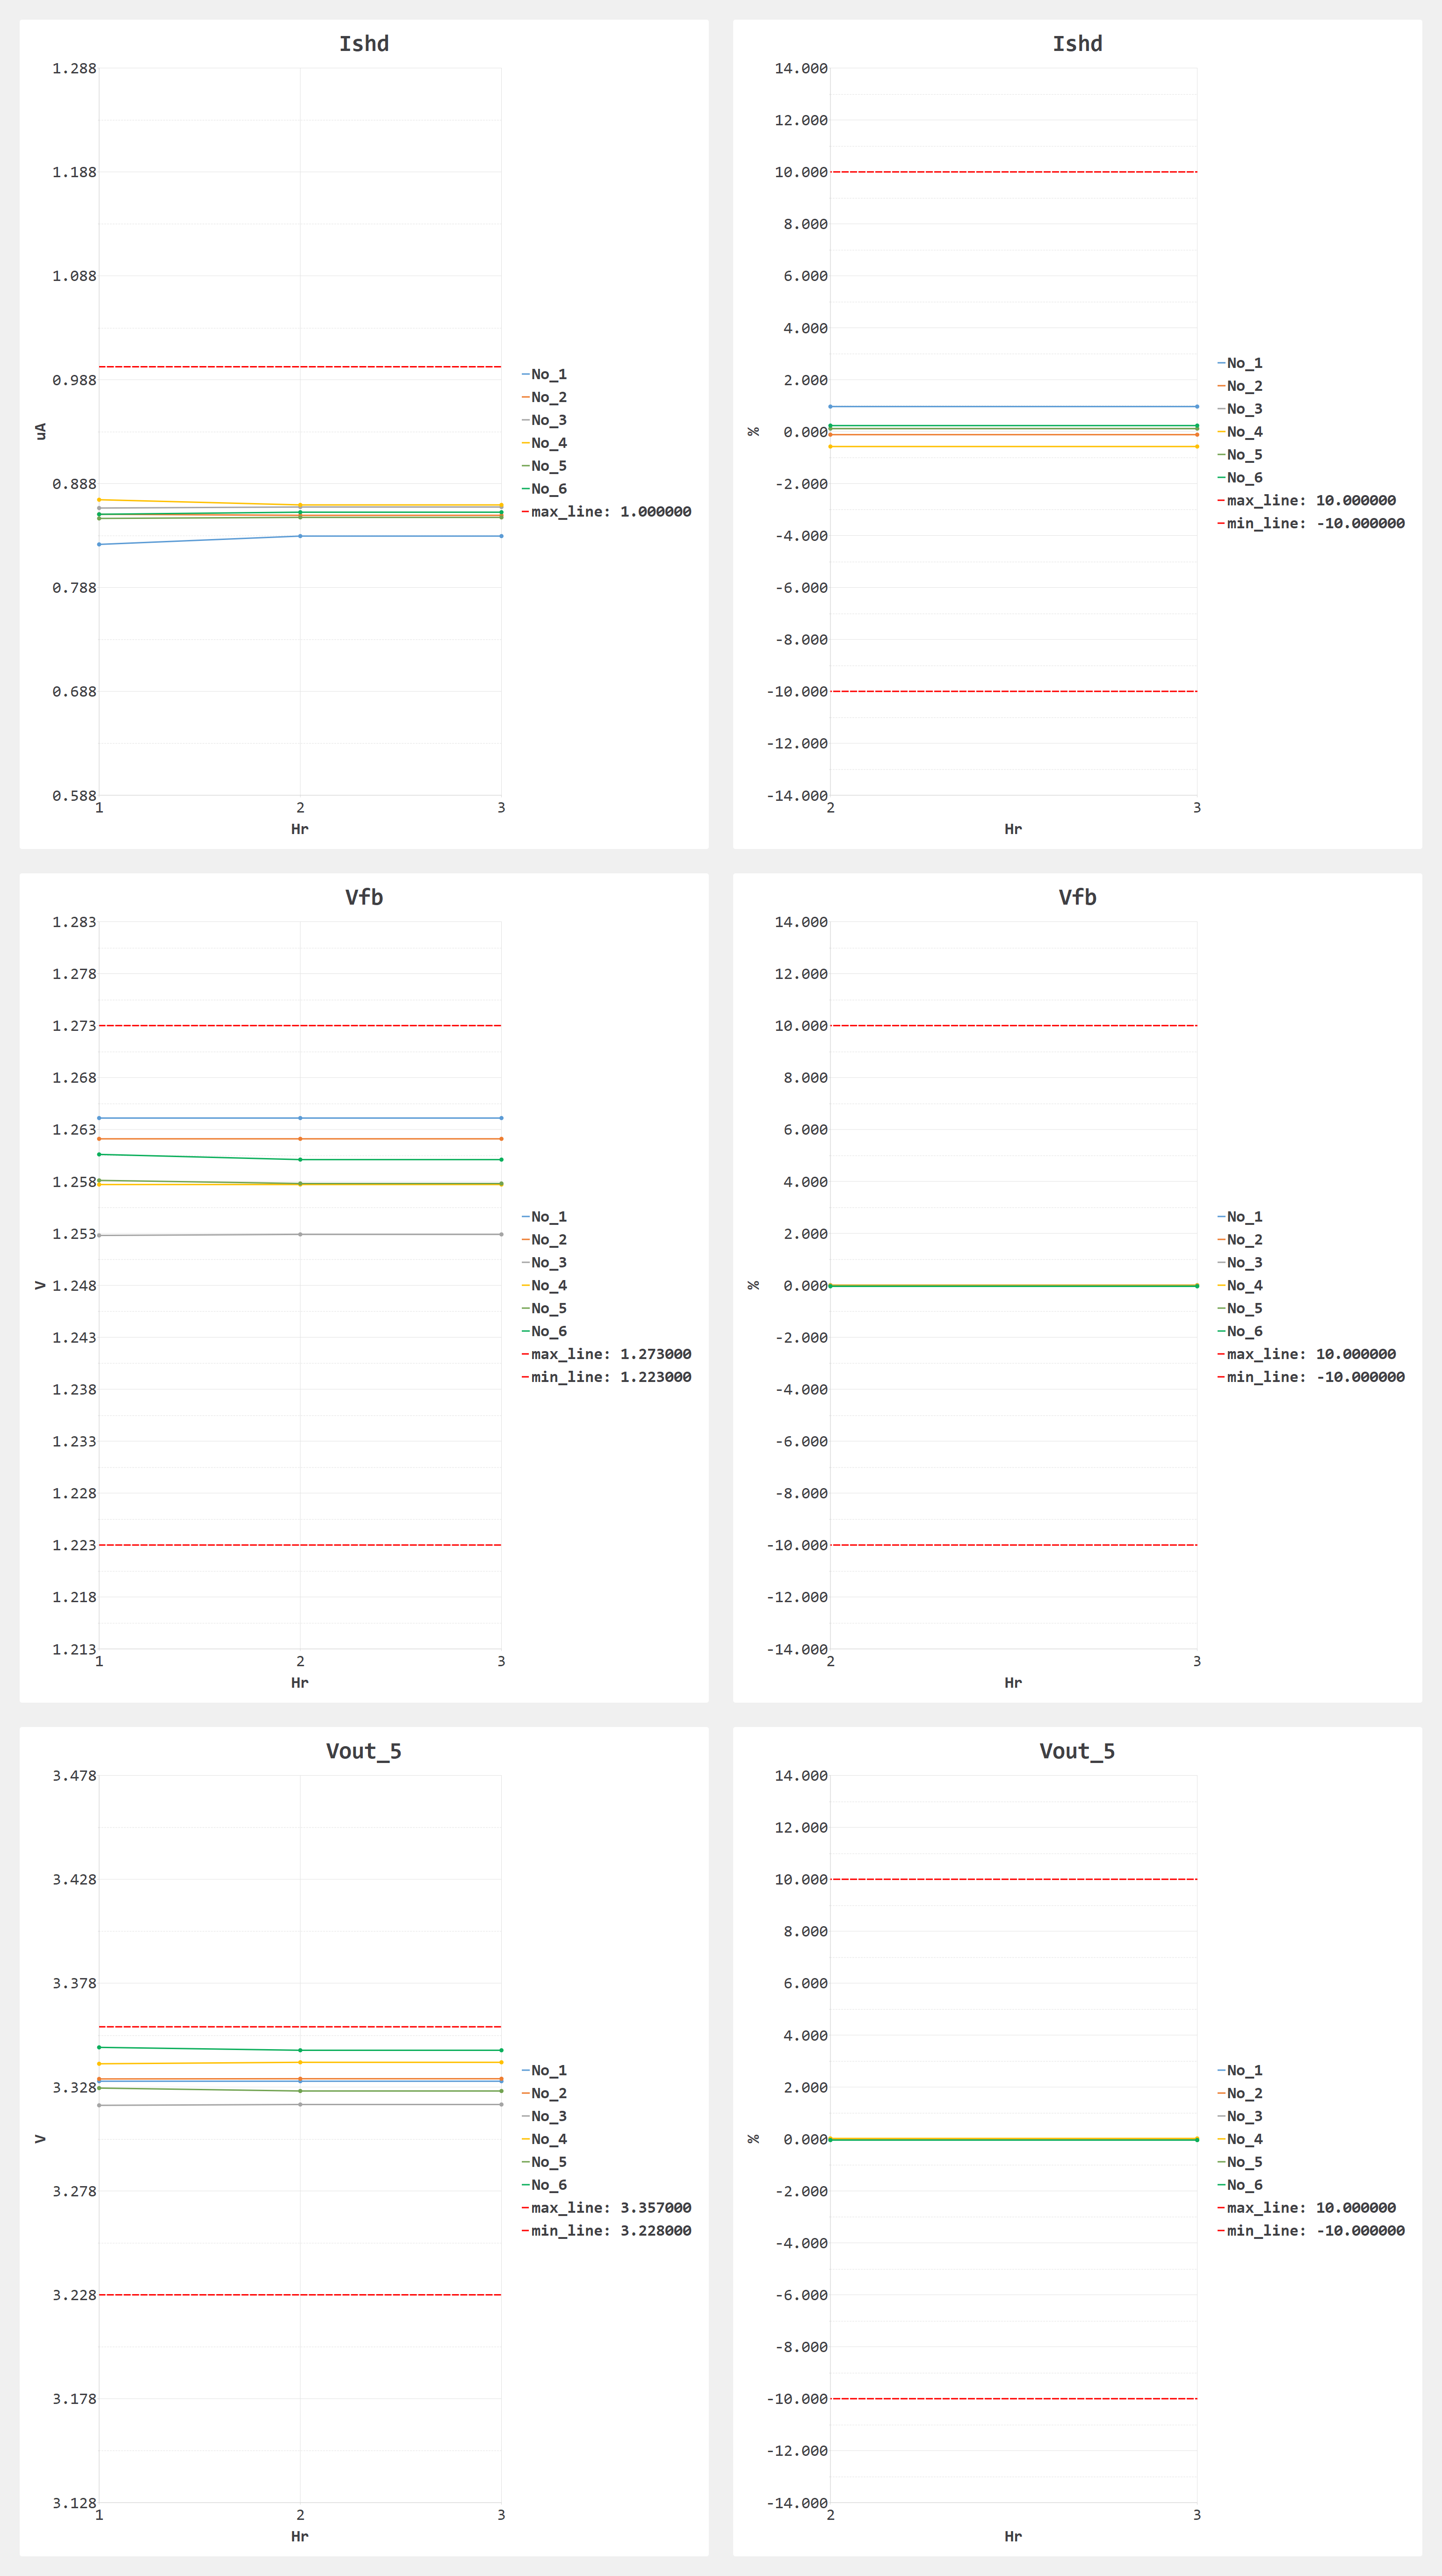 Ishd
1.288
1.188
1.088
0.988
0.888
0.788
0.688
0.588
uA
1
2
3
Hr
No_1
No_2
No_3
No_4
No_5
No_6
max_line: 1.000000
Ishd
14.000
12.000
10.000
8.000
6.000
4.000
2.000
0.000
-2.000
-4.000
-6.000
-8.000
-10.000
-12.000
-14.000
%
2
3
Hr
No_1
No_2
No_3
No_4
No_5
No_6
max_line: 10.000000
min_line: -10.000000
Vfb
1.283
1.278
1.273
1.268
1.263
1.258
1.253
1.248
1.243
1.238
1.233
1.228
1.223
1.218
1.213
V
1
2
3
Hr
No_1
No_2
No_3
No_4
No_5
No_6
max_line: 1.273000
min_line: 1.223000
Vfb
14.000
12.000
10.000
8.000
6.000
4.000
2.000
0.000
-2.000
-4.000
-6.000
-8.000
-10.000
-12.000
-14.000
%
2
3
Hr
No_1
No_2
No_3
No_4
No_5
No_6
max_line: 10.000000
min_line: -10.000000
Vout_5
3.478
3.428
3.378
3.328
3.278
3.228
3.178
3.128
V
1
2
3
Hr
No_1
No_2
No_3
No_4
No_5
No_6
max_line: 3.357000
min_line: 3.228000
Vout_5
14.000
12.000
10.000
8.000
6.000
4.000
2.000
0.000
-2.000
-4.000
-6.000
-8.000
-10.000
-12.000
-14.000
%
2
3
Hr
No_1
No_2
No_3
No_4
No_5
No_6
max_line: 10.000000
min_line: -10.000000